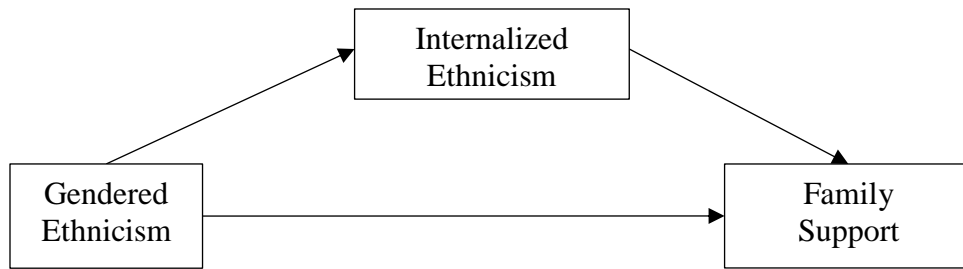 Internalized
Ethnicism
Gendered
Ethnicism
Family
Support